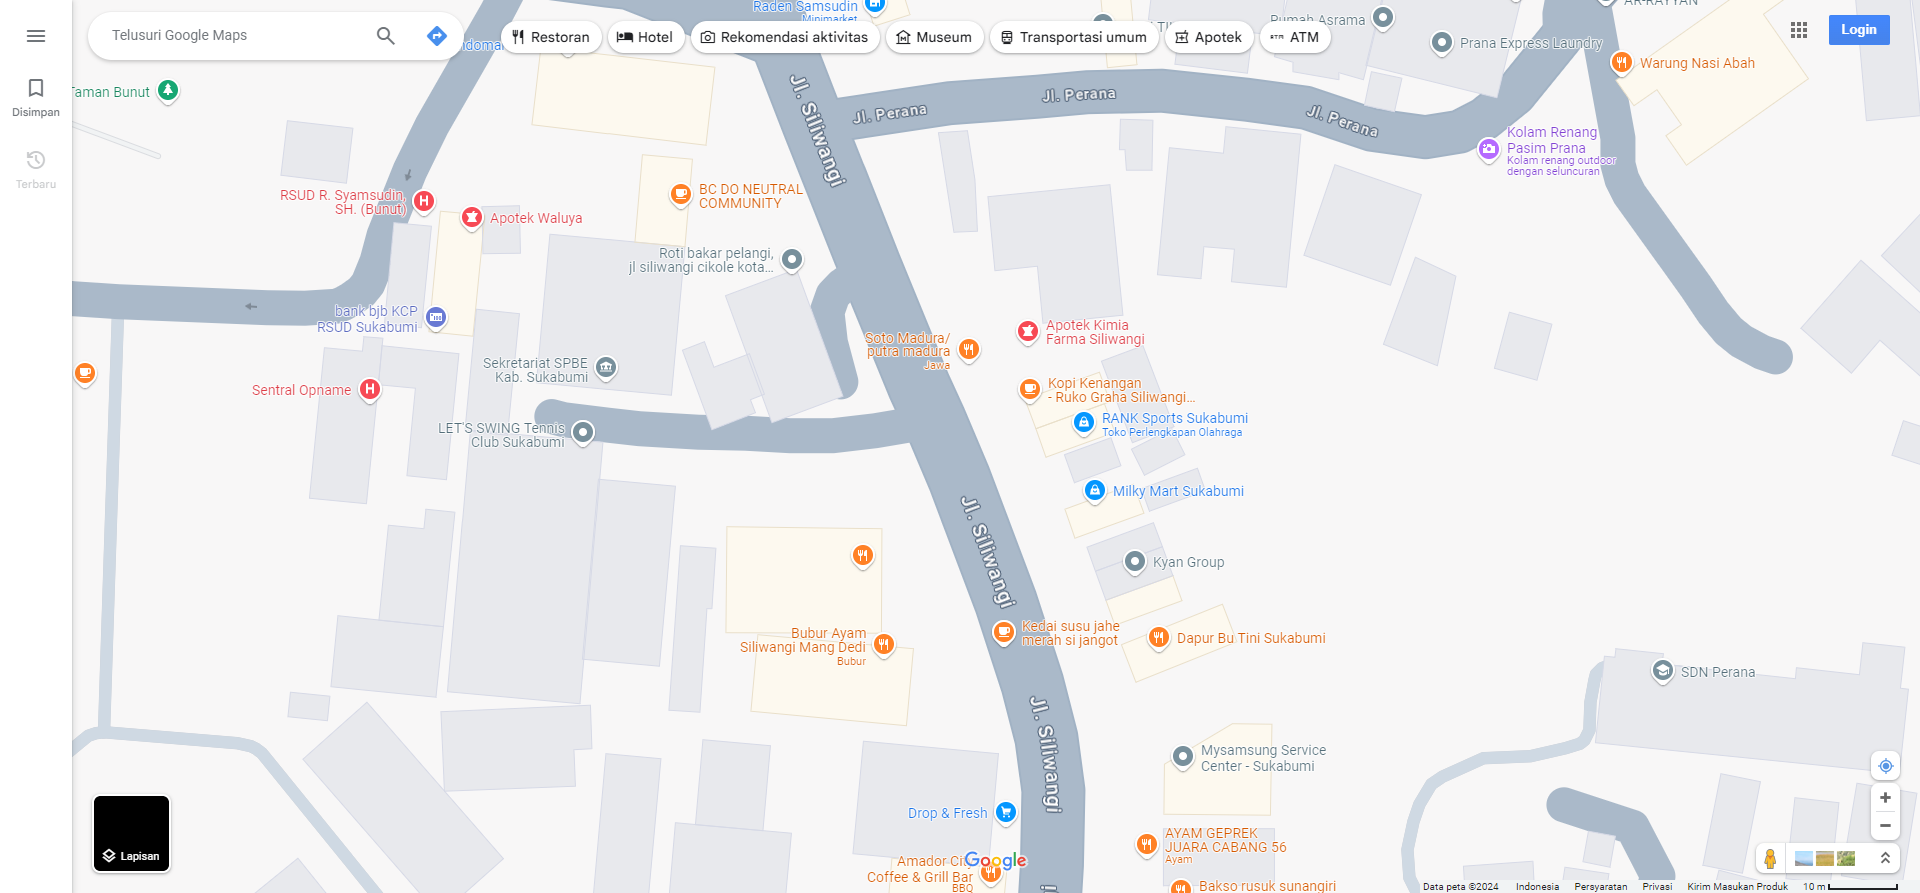 Telusuri Google Maps
Restoran
Hotel
Rekomendasi aktivitas
Museum
Transportasi umum
Apotek
ATM
Login
Disimpan
Terbaru
Raden Samsudin
Minimarket
Rumah Asrama
AR-RAYYAN
Prana Express Laundry
Warung Nasi Abah
Taman Bunut
Jl. Siliwangi
Jl. Perana
Jl. Perana
Jl. Perana
Kolam Renang
Pasim Prana
Kolam renang outdoor
dengan seluncuran
RSUD R. Syamsudin,
SH. (Bunut)
Apotek Waluya
BC DO NEUTRAL
COMMUNITY
Roti bakar pelangi,
jl siliwangi cikole kota...
bank bjb KCP
RSUD Sukabumi
Soto Madura/
putra madura
Jawa
Apotek Kimia
Farma Siliwangi
Sekretariat SPBE
Kab. Sukabumi
Sentral Opname
Kopi Kenangan
- Ruko Graha Siliwangi...
RANK Sports Sukabumi
Toko Perlengkapan Olahraga
LET'S SWING Tennis
Club Sukabumi
Milky Mart Sukabumi
Jl. Siliwangi
Kyan Group
Bubur Ayam
Siliwangi Mang Dedi
Bubur
Kedai susu jahe
merah si jangot
Dapur Bu Tini Sukabumi
SDN Perana
Jl. Siliwangi
Mysamsung Service
Center - Sukabumi
Drop & Fresh
AYAM GEPREK
JUARA CABANG 56
Ayam
Coffee & Grill Bar
BBQ
Google
Bakso rusuk sunangiri
Lapisan
Data peta ©2024
Indonesia
Persyaratan
Privasi
Kirim Masukan Produk
10 m